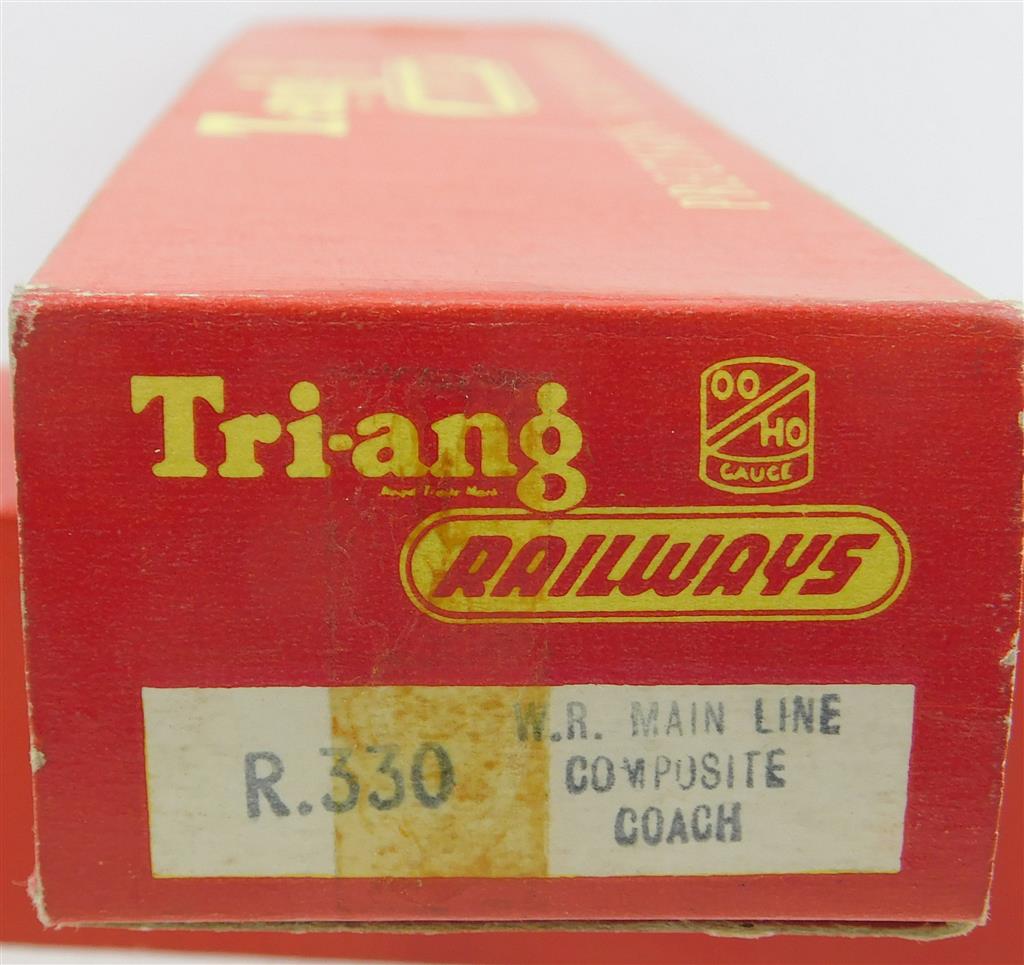 Tri-ang
OO
HO
GAUGE
RAILWAYS
R.330
W.R. MAIN LINE
COMPOSITE
COACH